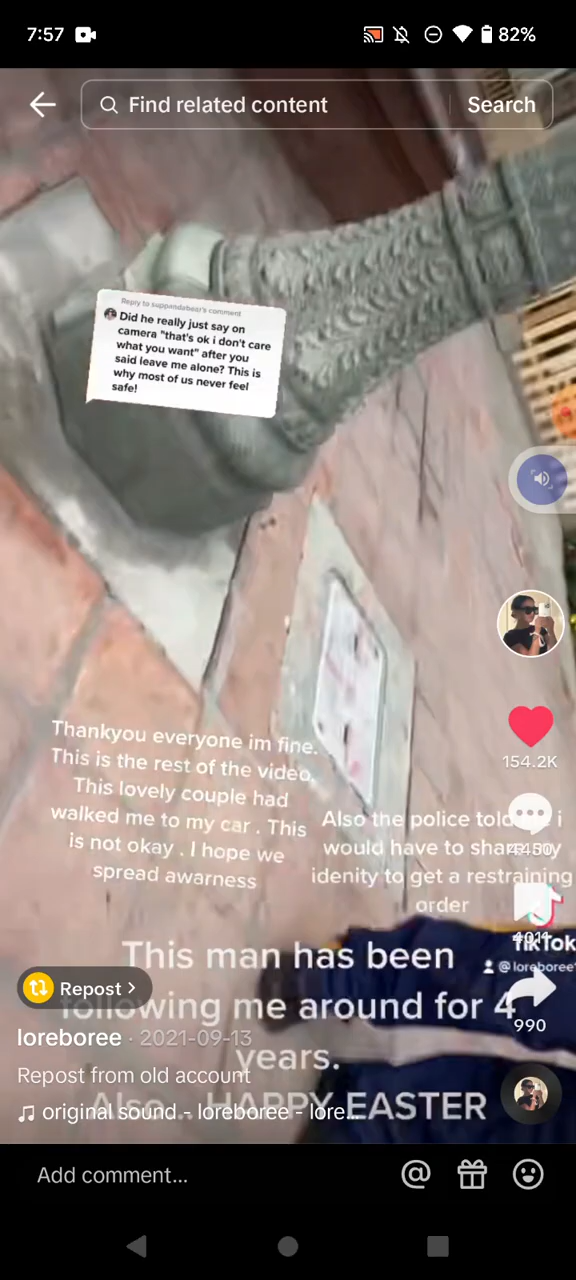 7:57
82%
Find related content
Search
Reply to suppandabear's comment
Did he really just say on
camera "that's ok i don't care
what you want" after you
said leave me alone? This is
why most of us never feel
safe!
154.2K
Thankyou everyone im fine.
This is the rest of the video.
This lovely couple had
walked me to my car . This
is not okay . I hope we
spread awarness
Also the police told i
would have to share my
idenity to get a restraining
order
4450
4011
TikTok
@loreboree
This man has been
following me around for 4
years.
Also... HAPPY EASTER
990
Repost >
loreboree · 2021-09-13
Repost from old account
original sound - loreboree - lore...
Add comment...